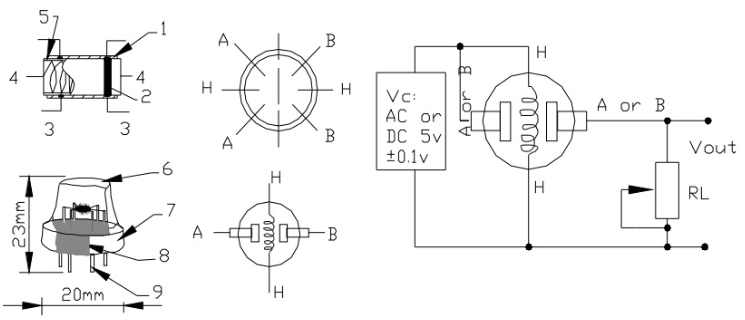 5
1
4
4
2
3
3
A
B
H
H
A
B
H
Vc:
AC or
DC 5v
±0.1v
A or B
A or B
Vout
RL
H
6
7
8
9
23mm
20mm
H
A
B
H